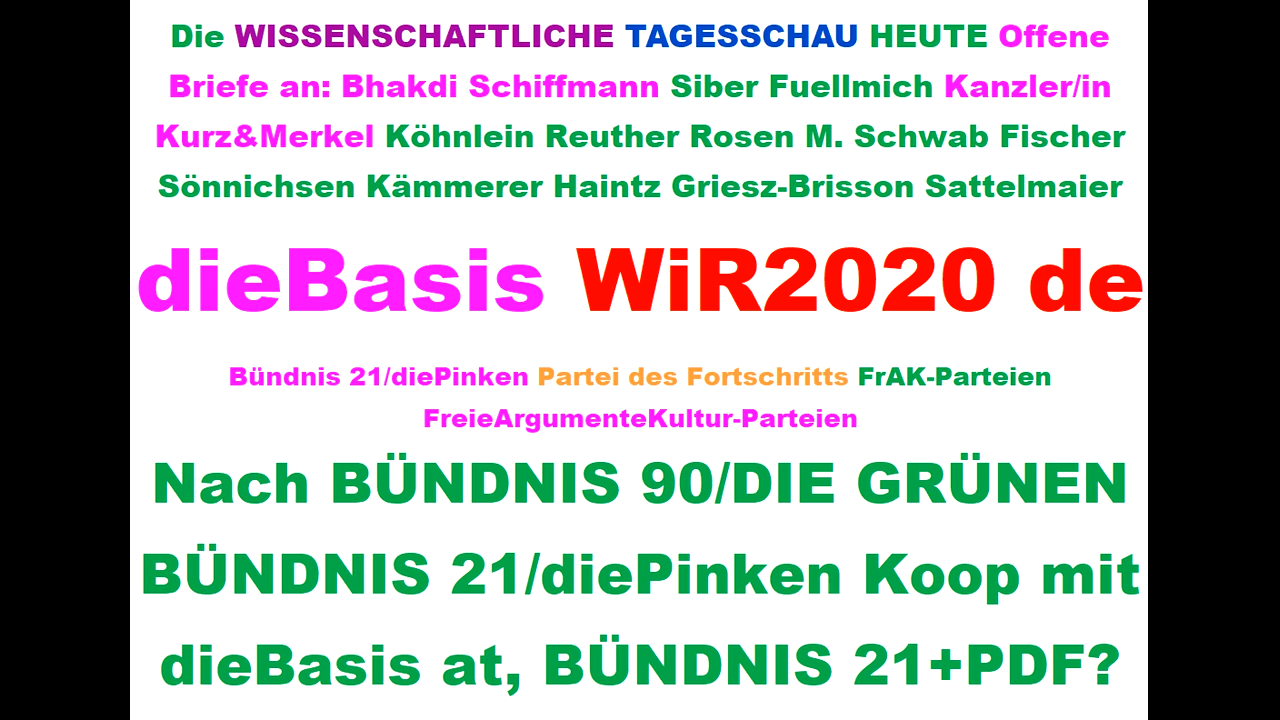 Die WISSENSCHAFTLICHE TAGESSCHAU HEUTE Offene
Briefe an: Bhakdi Schiffmann Siber Fuellmich Kanzler/in
Kurz&Merkel Köhnlein Reuther Rosen M. Schwab Fischer
Sönnichsen Kämmerer Haintz Griesz-Brisson Sattelmaier
dieBasis WiR2020 de
Bündnis 21/diePinken Partei des Fortschritts FrAK-Parteien
FreieArgumenteKultur-Parteien
Nach BÜNDNIS 90/DIE GRÜNEN
BÜNDNIS 21/diePinken Koop mit
dieBasis at, BÜNDNIS 21+PDF?